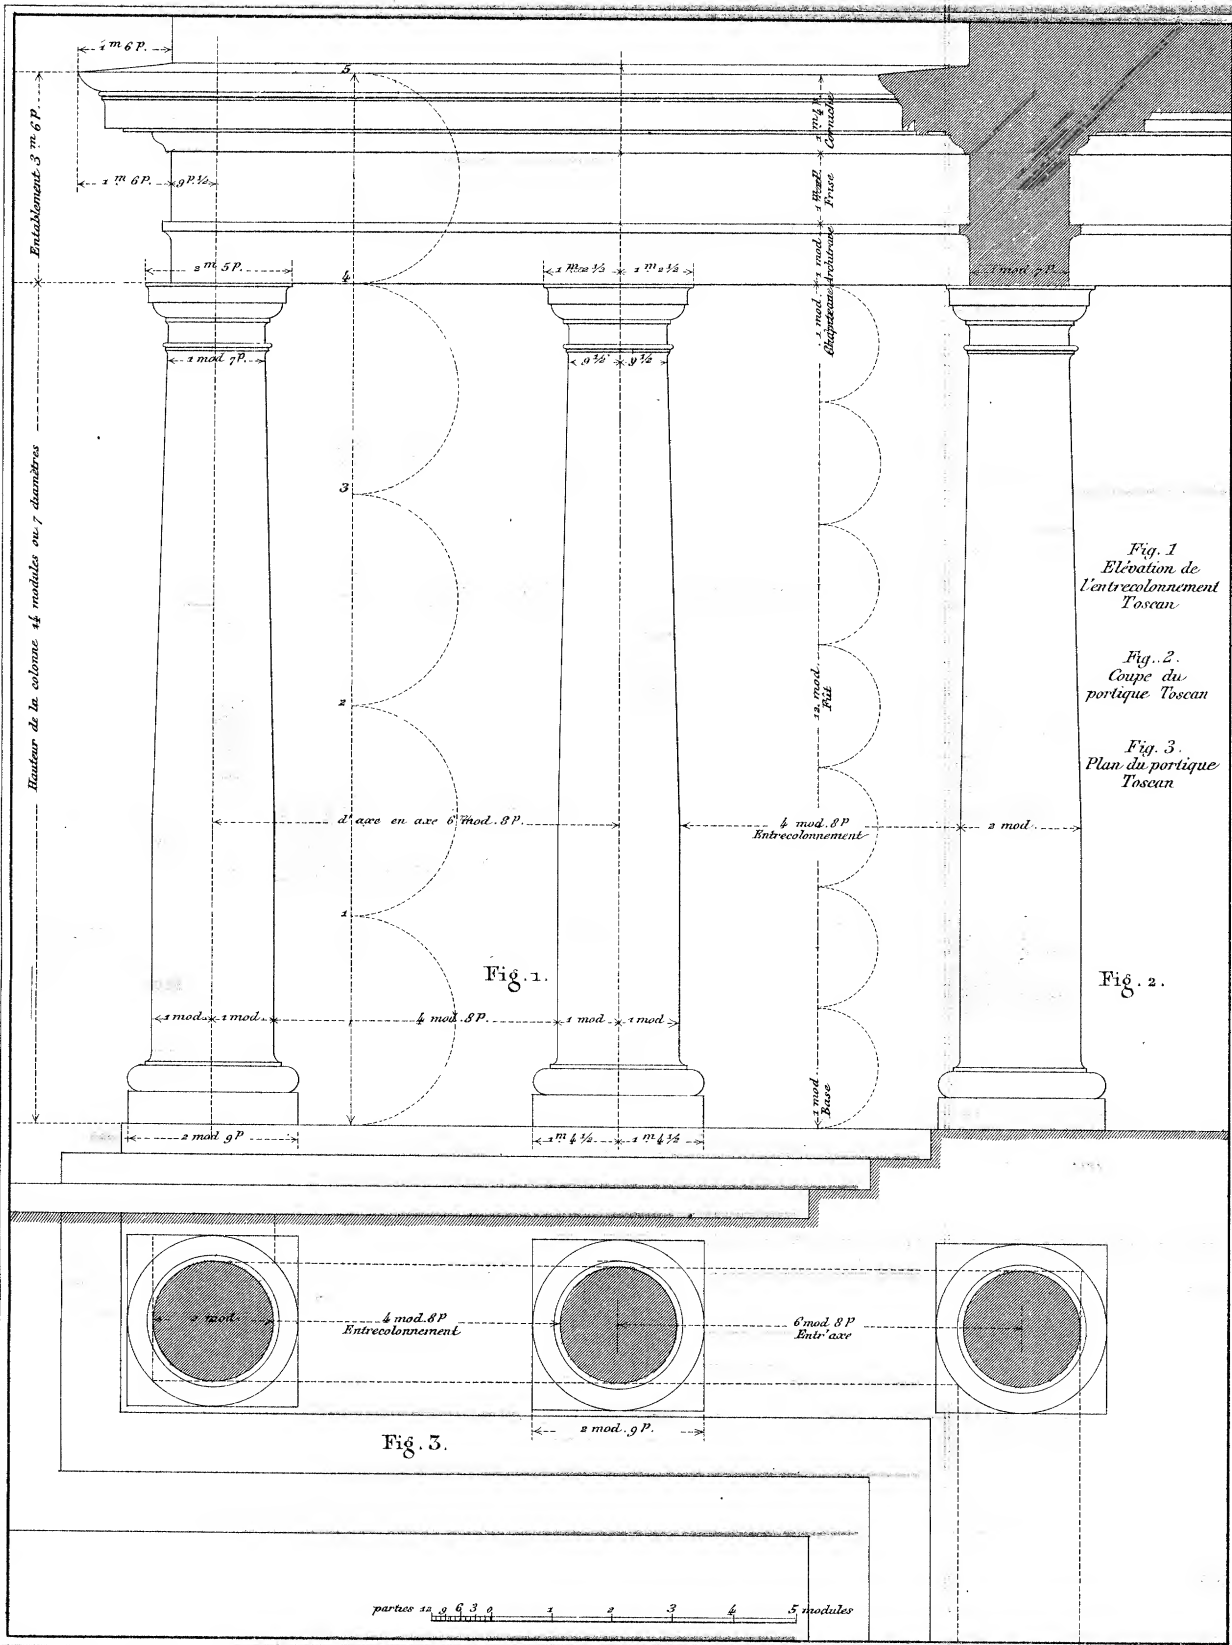 1 m 6 P.
5
Entablement 3 m 6 P.
1 m 4 P.
Corniche
1 m 6 P.
9 P. ½
Frise
1 mod
Architrave
2 m 5 P.
4
1 m 2 ½
1 m 2 ½
1 mod 7 P.
1 mod
Chapiteau
1 mod 7 P.
9 ½
9 ½
Hauteur de la colonne 14 modules ou 7 diamètres
3
Fig. 1
Elévation de
l'entrecolonnement
Toscan
Fig. 2.
Coupe du
portique Toscan
Fig. 3.
Plan du portique
Toscan
2
12 mod
Fût
d'axe en axe 6 mod. 8 P.
4 mod. 8 P
Entrecolonnement
2 mod.
1
Fig. 1.
Fig. 2.
1 mod.
1 mod.
4 mod. 8 P.
1 mod
1 mod
1 mod
Base
2 mod 9 P
1 m 4 ½
1 m 4 ½
2 mod.
4 mod. 8 P
Entrecolonnement
6 mod 8 P
Entr'axe
2 mod. 9 P.
Fig. 3.
parties 12 9 6 3 0 1 2 3 4 5 modules